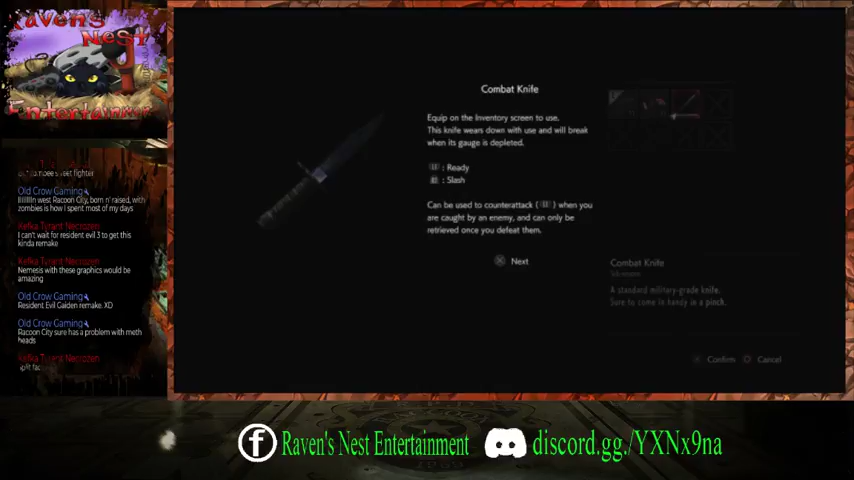 Raven's
Nest
Entertainment
Old Crow Gaming
IIIIIIIIn west Racoon City, born n' raised, with
zombies is how I spent most of my days
Kefka Tyrant Necrozen
I can't wait for resident evil 3 to get this
kinda remake
Kefka Tyrant Necrozen
Nemesis with these graphics would be
amazing
Old Crow Gaming
Resident Evil Gaiden remake. XD
Old Crow Gaming
Racoon City sure has a problem with meth
heads
Kefka Tyrant Necrozen
Combat Knife
Equip on the Inventory screen to use.
This knife wears down with use and will break
when its gauge is depleted.
: Ready
: Slash
Can be used to counterattack ( ) when you
are caught by an enemy, and can only be
retrieved once you defeat them.
Next
Combat Knife
A standard military-grade knife.
Sure to come in handy in a pinch.
Confirm Cancel
Raven's Nest Entertainment discord.gg./YXNx9na